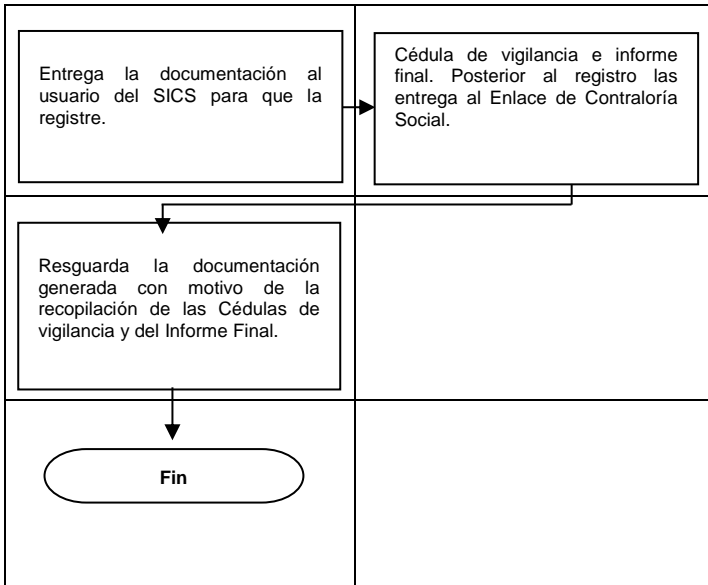 Entrega la documentación al
usuario del SICS para que la
registre.
Cédula de vigilancia e informe
final. Posterior al registro las
entrega al Enlace de Contraloría
Social.
Resguarda la documentación
generada con motivo de la
recopilación de las Cédulas de
vigilancia y del Informe Final.
Fin